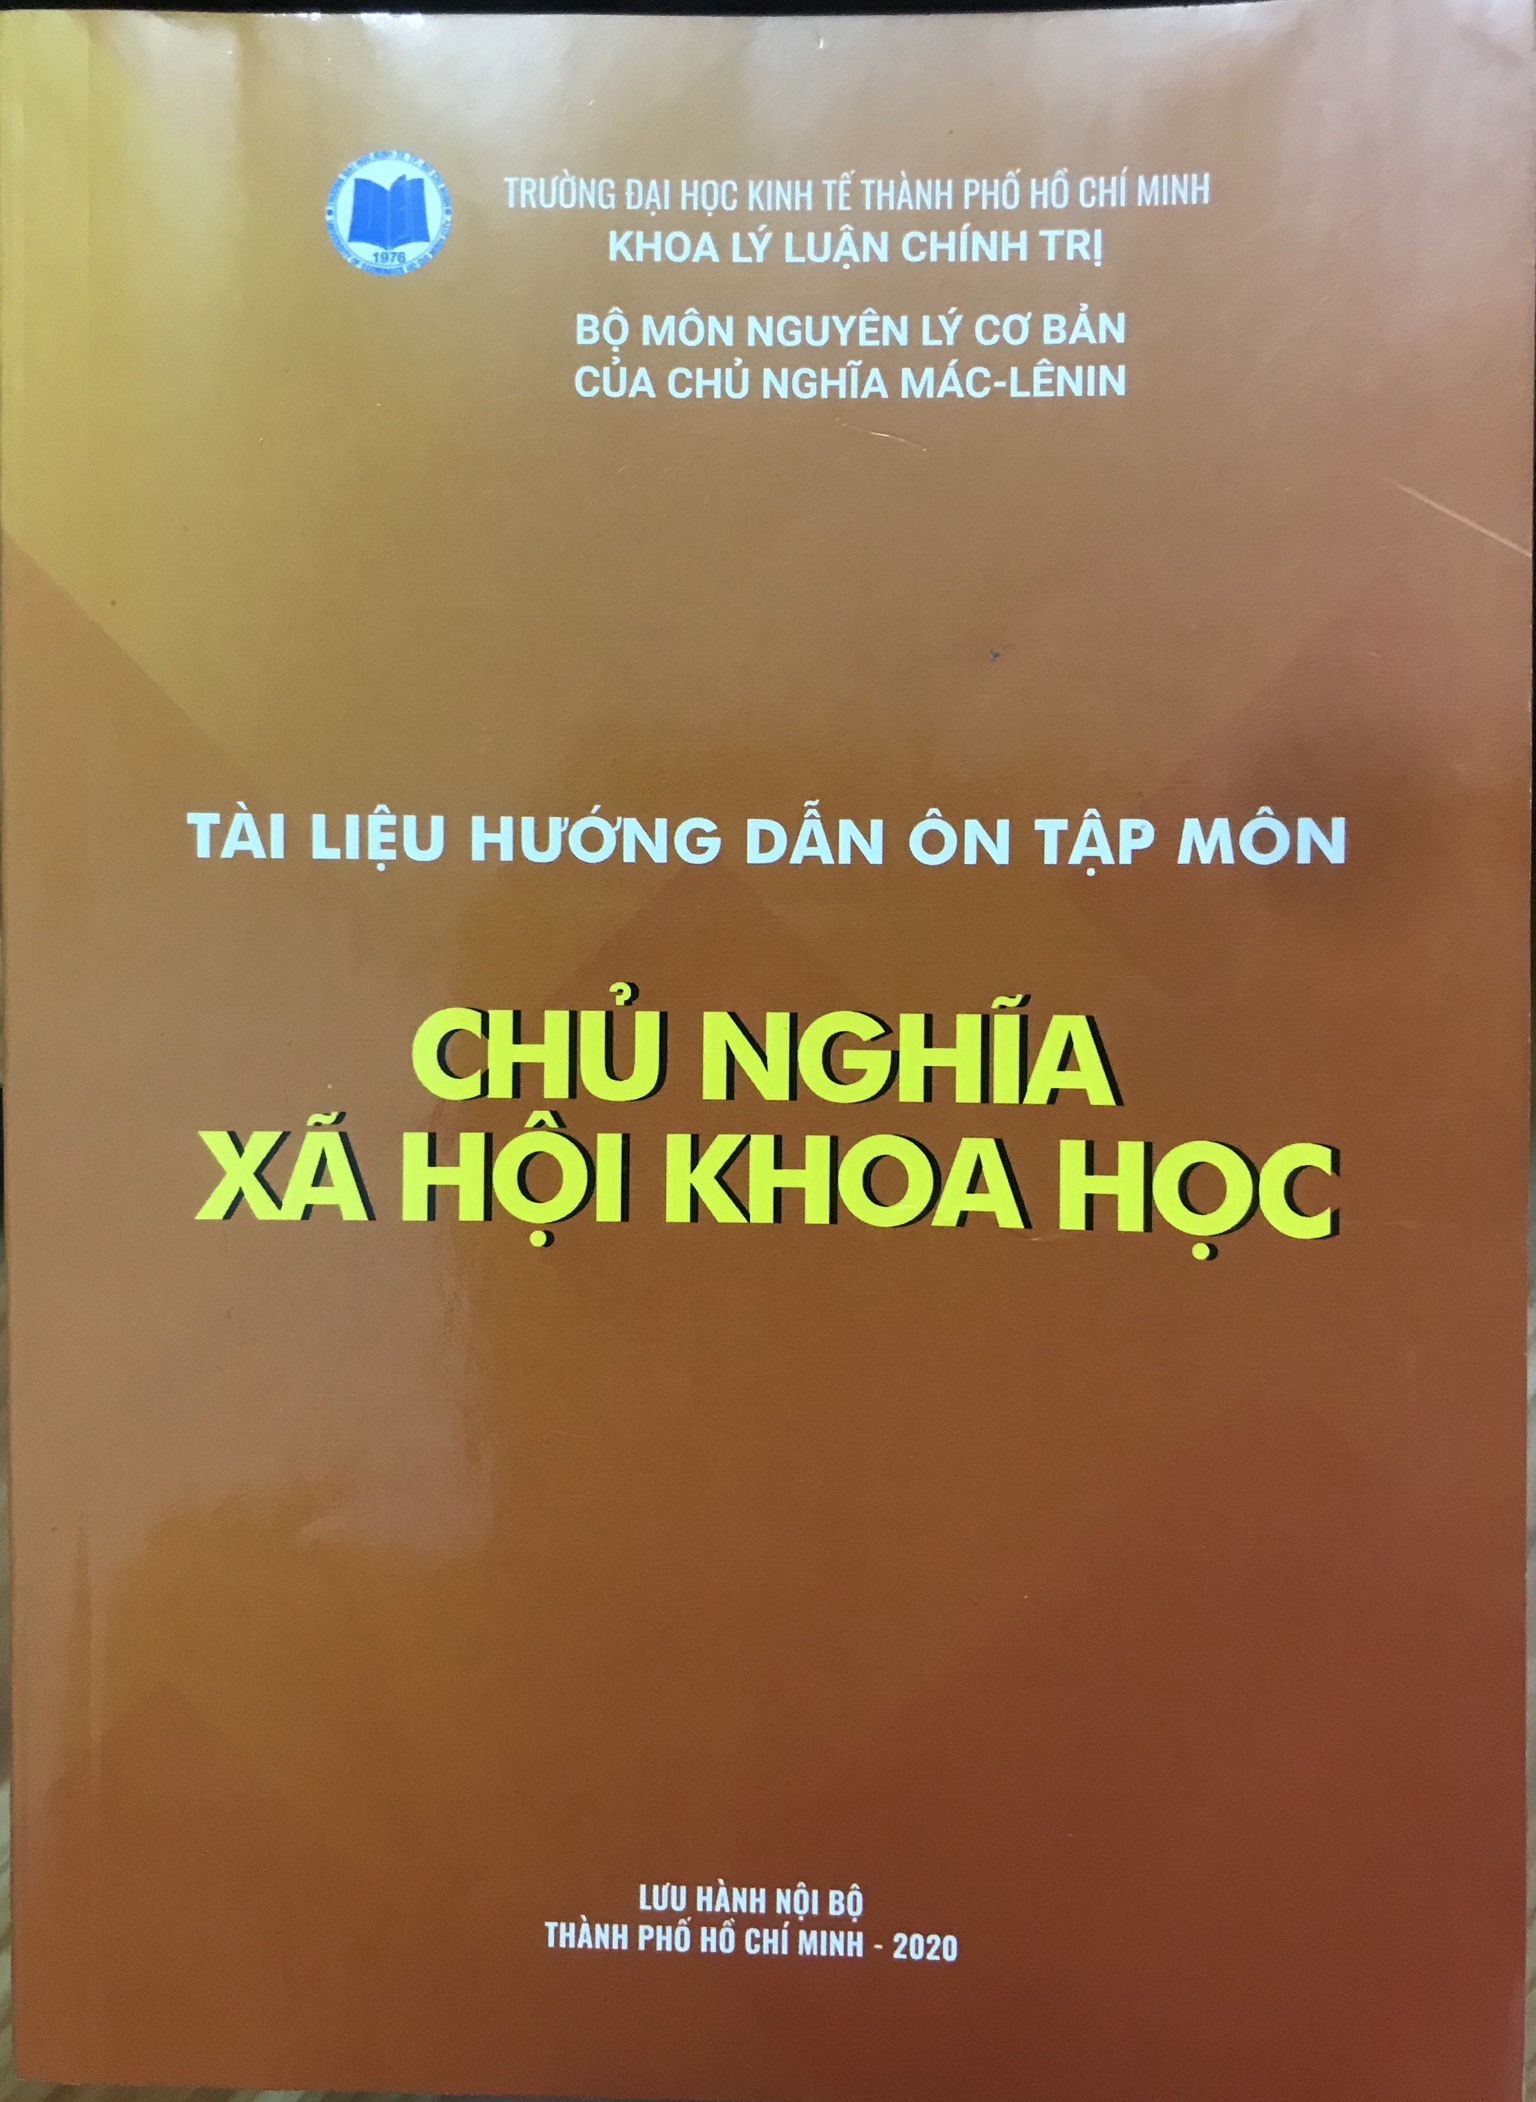 TRƯỜNG ĐẠI HỌC KINH TẾ THÀNH PHỐ HỒ CHÍ MINH
KHOA LÝ LUẬN CHÍNH TRỊ
1976
BỘ MÔN NGUYÊN LÝ CƠ BẢN
CỦA CHỦ NGHĨA MÁC-LÊNIN
TÀI LIỆU HƯỚNG DẪN ÔN TẬP MÔN
CHỦ NGHĨA
XÃ HỘI KHOA HỌC
LƯU HÀNH NỘI BỘ
THÀNH PHỐ HỒ CHÍ MINH - 2020